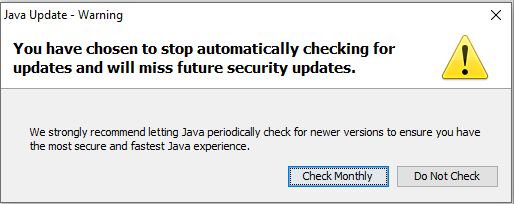 Java Update - Warning
You have chosen to stop automatically checking for
updates and will miss future security updates.
We strongly recommend letting Java periodically check for newer versions to ensure you have
the most secure and fastest Java experience.
Check Monthly
Do Not Check